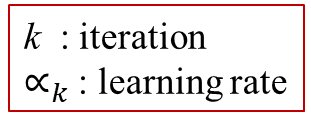 k : iteration
∝ₖ : learning rate